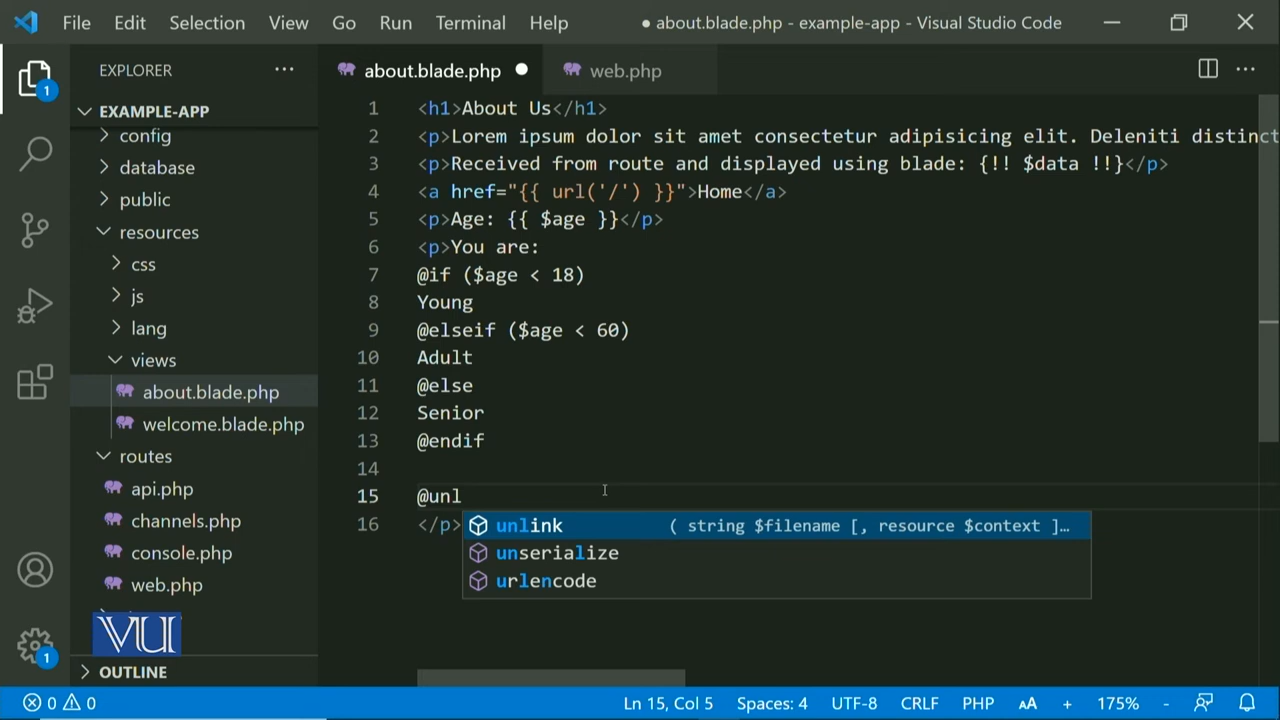 File Edit Selection View Go Run Terminal Help ● about.blade.php - example-app - Visual Studio Code
EXPLORER ···
about.blade.php ●
web.php
EXAMPLE-APP
config
database
public
resources
css
js
lang
views
about.blade.php
welcome.blade.php
routes
api.php
channels.php
console.php
web.php
OUTLINE
1
1
VU
1 <h1>About Us</h1>
2 <p>Lorem ipsum dolor sit amet consectetur adipisicing elit. Deleniti distinct
3 <p>Received from route and displayed using blade: {!! $data !!}</p>
4 <a href="{{ url('/') }}">Home</a>
5 <p>Age: {{ $age }}</p>
6 <p>You are:
7 @if ($age < 18)
8 Young
9 @elseif ($age < 60)
10 Adult
11 @else
12 Senior
13 @endif
14
15 @unl
16 </p>
unlink ( string $filename [, resource $context ]…
unserialize
urlencode
0 0 Ln 15, Col 5 Spaces: 4 UTF-8 CRLF PHP AA + 175% -